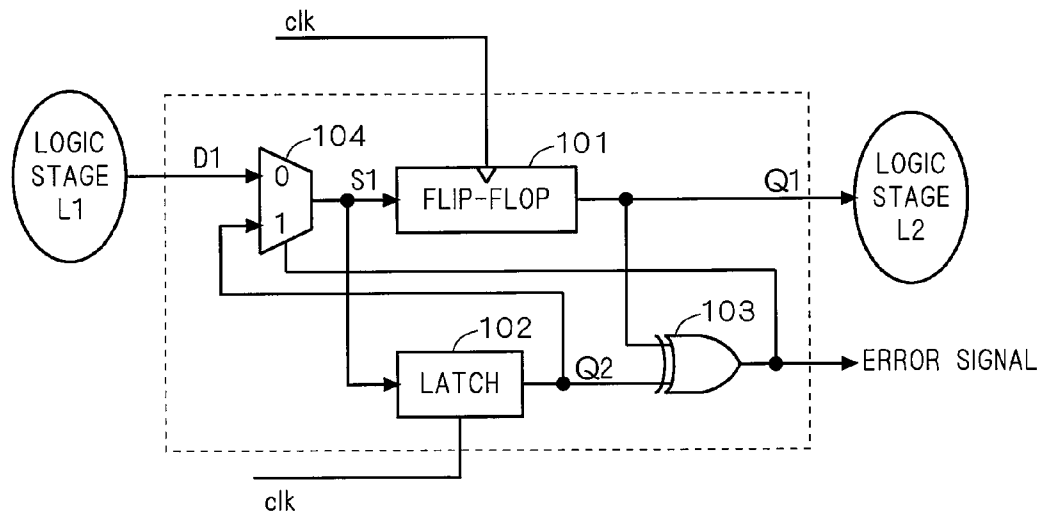 clk
LOGIC
STAGE
L1
D1
104
0
1
S1
101
FLIP-FLOP
Q1
LOGIC
STAGE
L2
102
LATCH
Q2
103
ERROR SIGNAL
clk